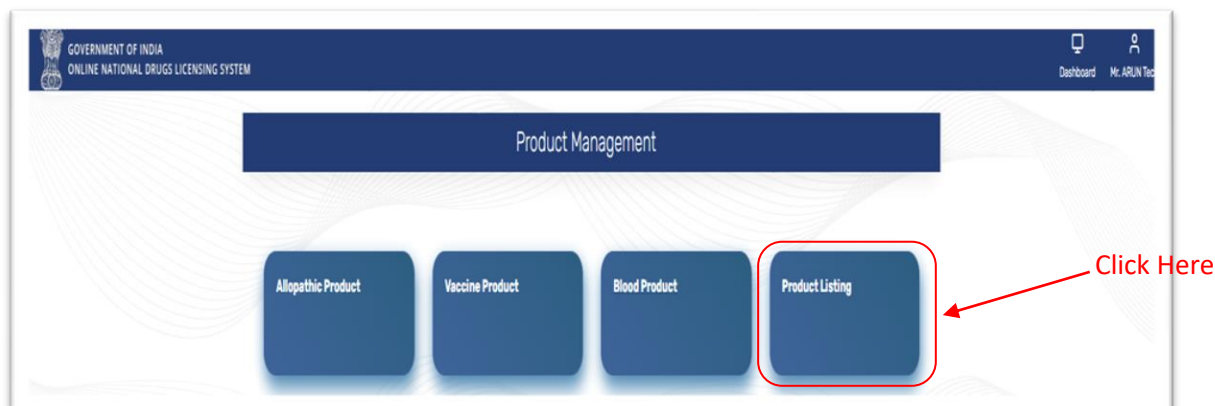 GOVERNMENT OF INDIA
ONLINE NATIONAL DRUGS LICENSING SYSTEM
Dashboard
Mr. ARUN Tec
Product Management
Allopathic Product
Vaccine Product
Blood Product
Product Listing
Click Here